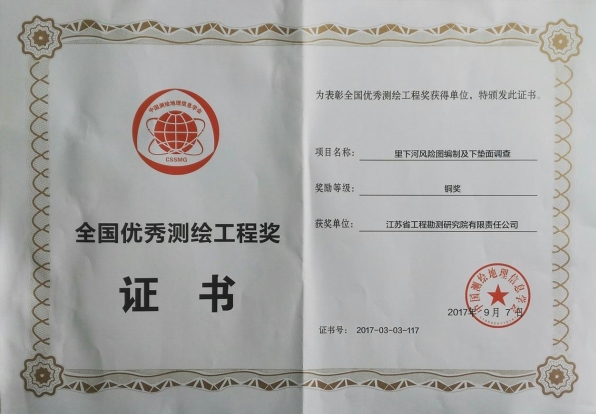 中国测绘地理信息学会
CSSMG
全国优秀测绘工程奖
证书
为表彰全国优秀测绘工程奖获得单位，特颁发此证书。
项目名称： 里下河风险图编制及下垫面调查
奖励等级： 铜奖
获奖单位： 江苏省工程勘测研究院有限责任公司
中国测绘地理信息学会
2017年 9月 7日
证书号： 2017-03-03-117